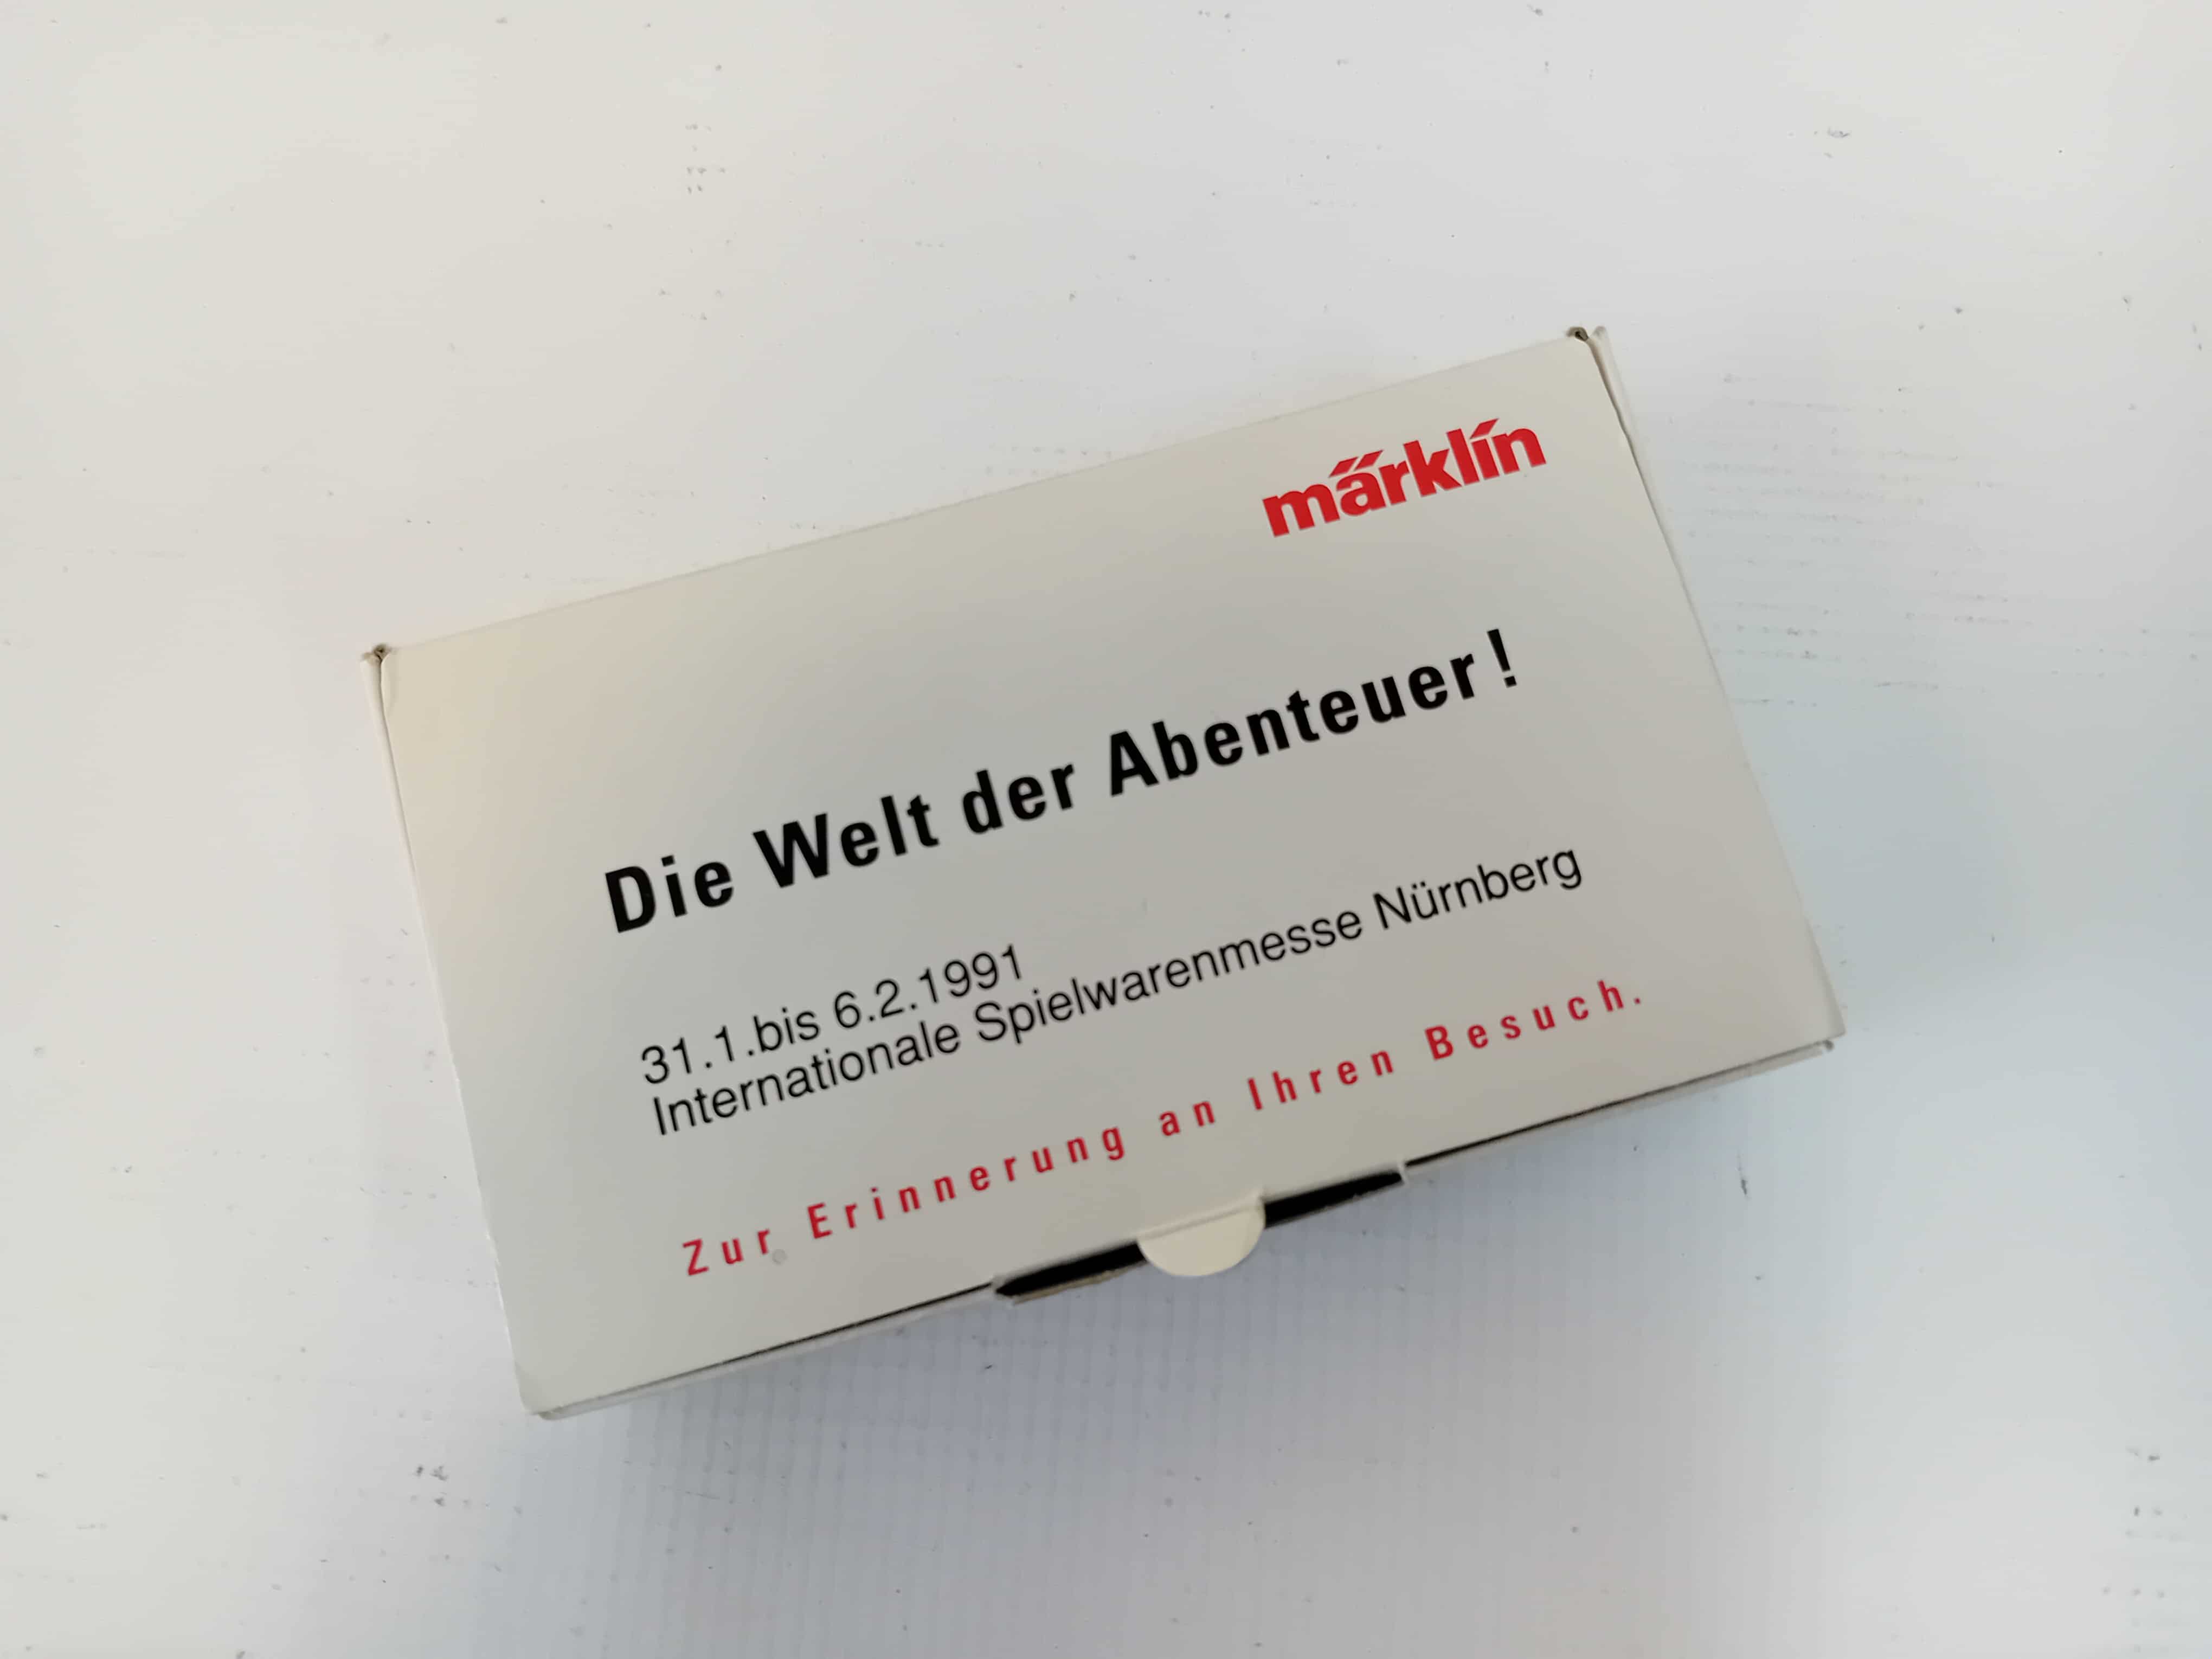 märklin
Die Welt der Abenteuer!
31.1.bis 6.2.1991
Internationale Spielwarenmesse Nürnberg
Zur Erinnerung an Ihren Besuch.